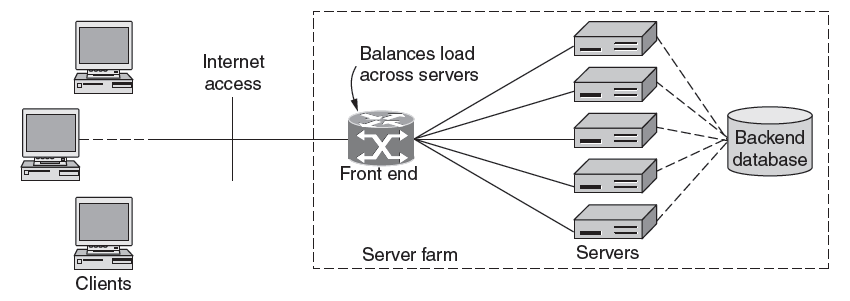 Internet
access
Balances load
across servers
Front end
Backend
database
Server farm
Servers
Clients